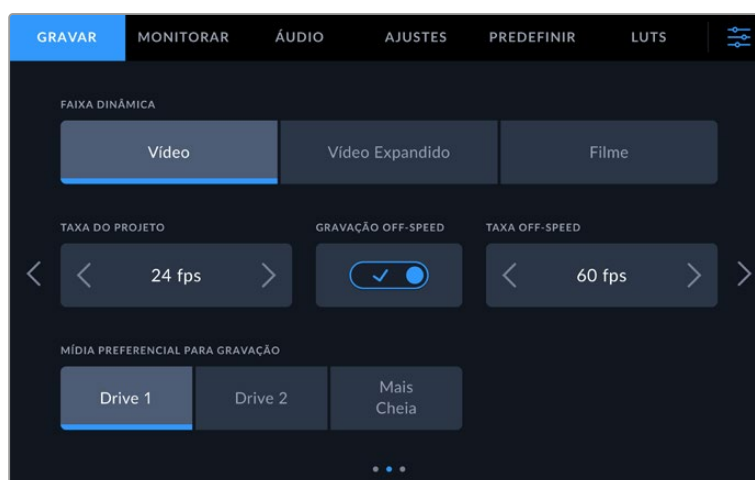 GRAVAR MONITORAR ÁUDIO AJUSTES PREDEFINIR LUTS
FAIXA DINÂMICA
Vídeo Vídeo Expandido Filme
TAXA DO PROJETO GRAVAÇÃO OFF-SPEED TAXA OFF-SPEED
24 fps 60 fps
MÍDIA PREFERENCIAL PARA GRAVAÇÃO
Drive 1 Drive 2 Mais
Cheia